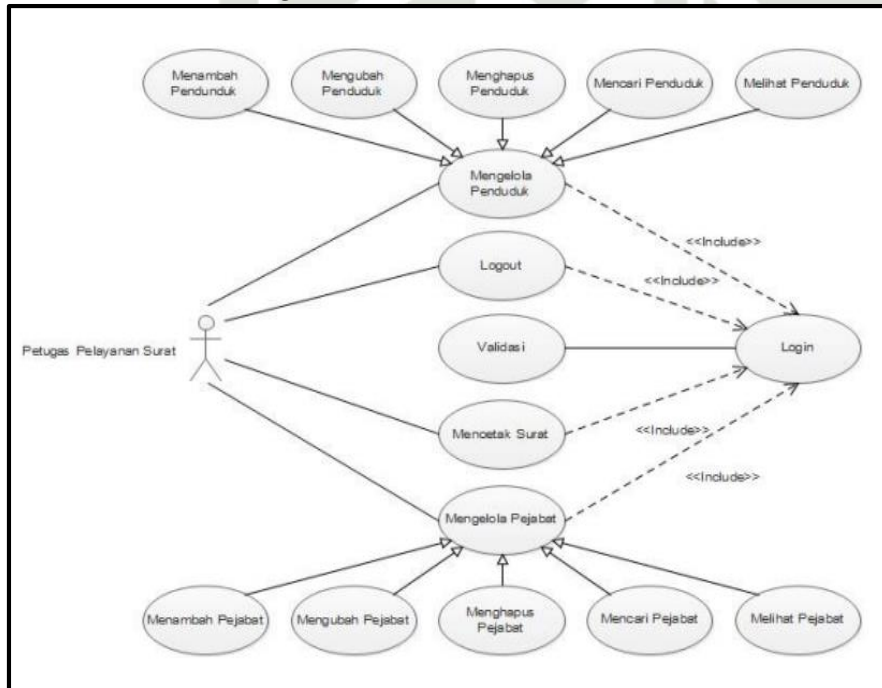 Menambah
Pendunduk
Mengubah
Penduduk
Menghapus
Penduduk
Mencari Penduduk
Melihat Penduduk
Mengelola
Penduduk
<<Include>>
Logout
<<Include>>
Petugas Pelayanan Surat
Validasi
Login
Mencetak Surat
<<Include>>
<<Include>>
Mengelola Pejabat
Menambah Pejabat
Mengubah Pejabat
Menghapus
Pejabat
Mencari Pejabat
Melihat Pejabat